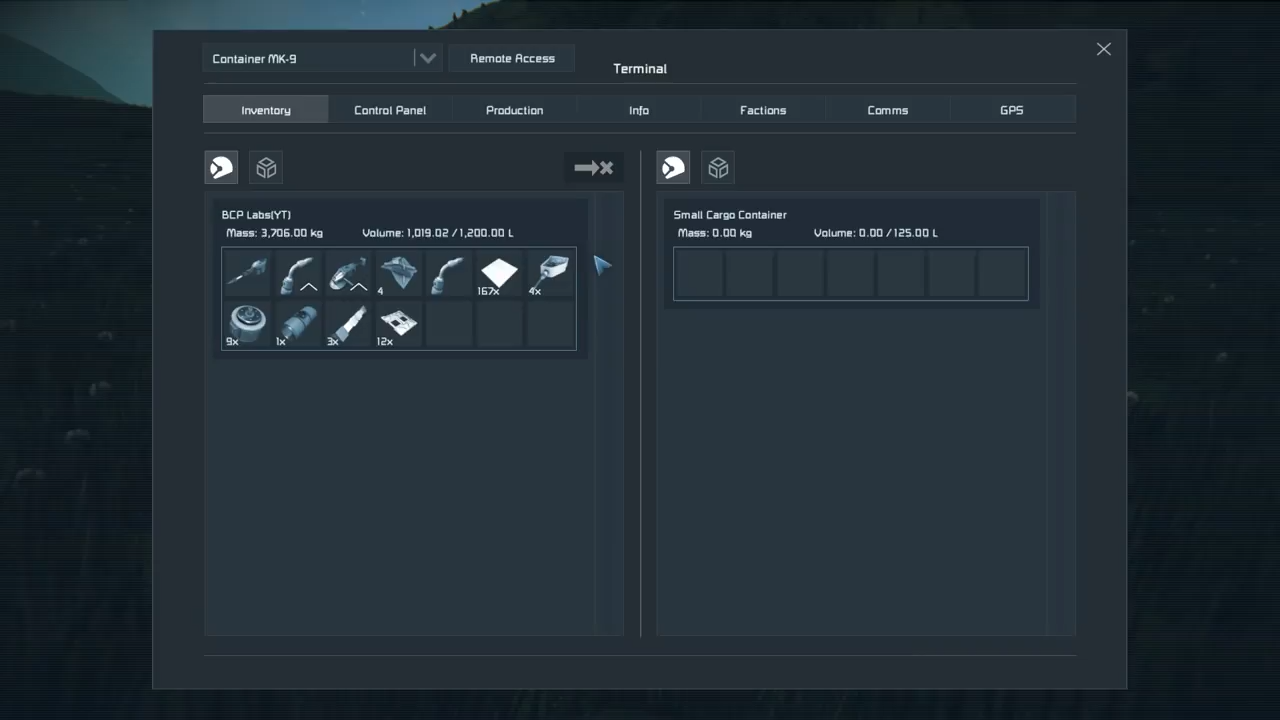 Container MK-9
Remote Access
Terminal
Inventory
Control Panel
Production
Info
Factions
Comms
GPS
BCP Labs(YT)
Mass: 3,706.00 kg
Volume: 1,019.02 / 1,200.00 L
4
167x
4x
9x
1x
3x
12x
Small Cargo Container
Mass: 0.00 kg
Volume: 0.00 / 125.00 L